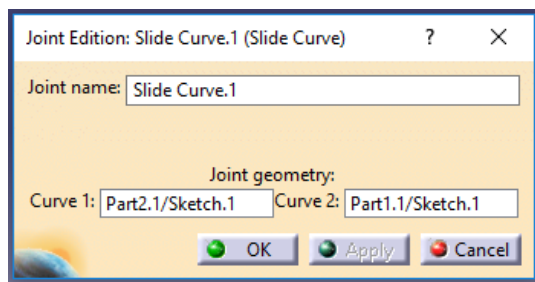 Joint Edition: Slide Curve.1 (Slide Curve) ? ×
Joint name: Slide Curve.1
Joint geometry:
Curve 1: Part2.1/Sketch.1 Curve 2: Part1.1/Sketch.1
OK Apply Cancel